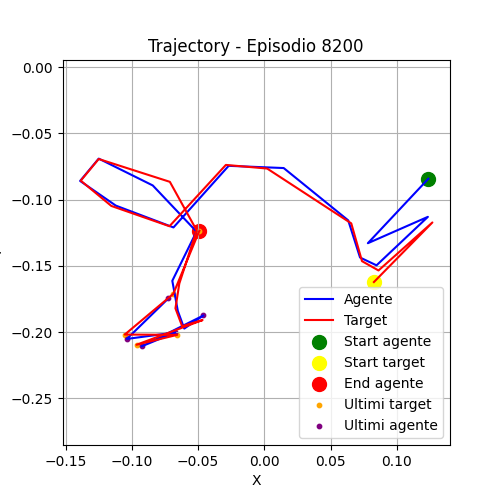 Trajectory - Episodio 8200
0.00
−0.05
−0.10
−0.15
−0.20
−0.25
−0.15
−0.10
−0.05
0.00
0.05
0.10
X
Agente
Target
Start agente
Start target
End agente
Ultimi target
Ultimi agente